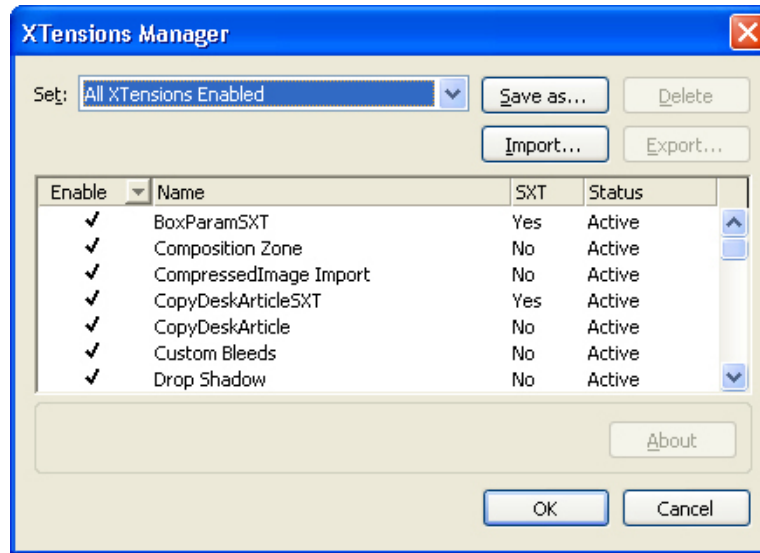 XTensions Manager
Set: All XTensions Enabled Save as... Delete
Import... Export...
Enable Name SXT Status
BoxParamSXT Yes Active
Composition Zone No Active
CompressedImage Import No Active
CopyDeskArticleSXT Yes Active
CopyDeskArticle No Active
Custom Bleeds No Active
Drop Shadow No Active
About
OK Cancel